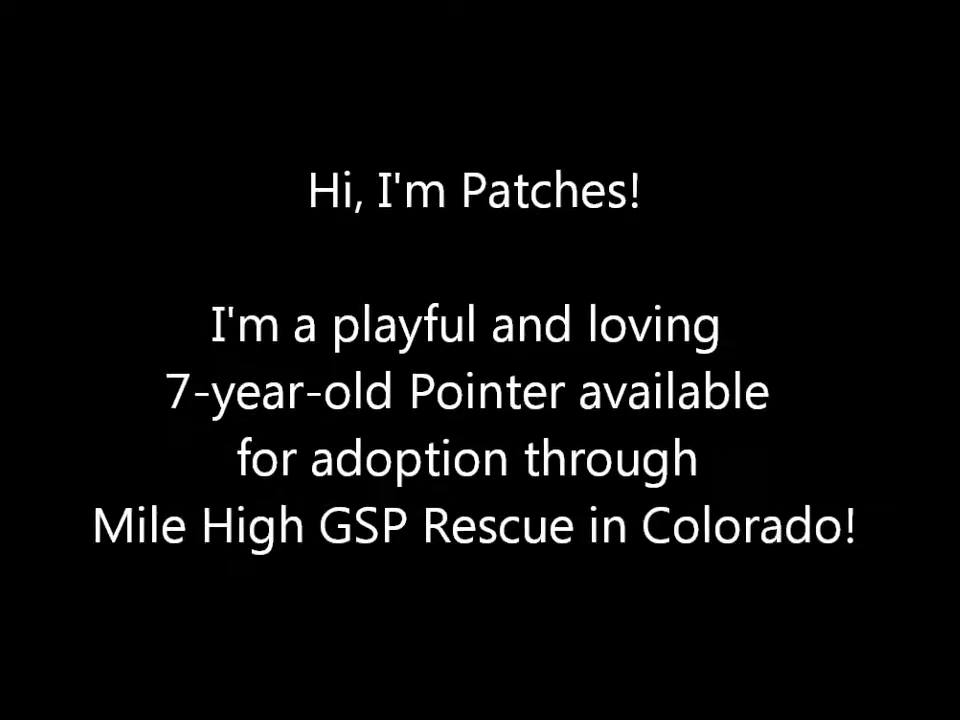 Hi, I'm Patches!
I'm a playful and loving
7-year-old Pointer available
for adoption through
Mile High GSP Rescue in Colorado!